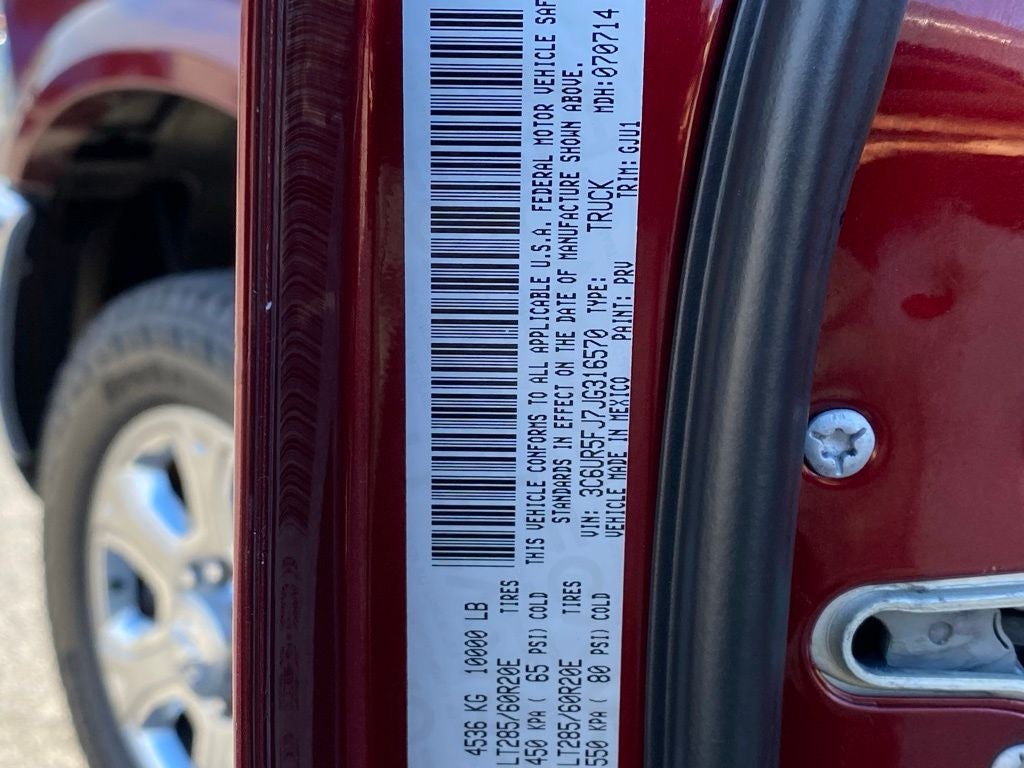 4536 KG 10000 LB
LT285/60R20E TIRES
450 KPA ( 65 PSI) COLD
LT285/60R20E TIRES
550 KPA ( 80 PSI) COLD
THIS VEHICLE CONFORMS TO ALL APPLICABLE U.S.A. FEDERAL MOTOR VEHICLE SAF
STANDARDS IN EFFECT ON THE DATE OF MANUFACTURE SHOWN ABOVE.
VIN: 3C6UR5FJ7JG316570 TYPE: TRUCK MDH:070714
VEHICLE MADE IN MEXICO PAINT: PRV TRIM: GJU1